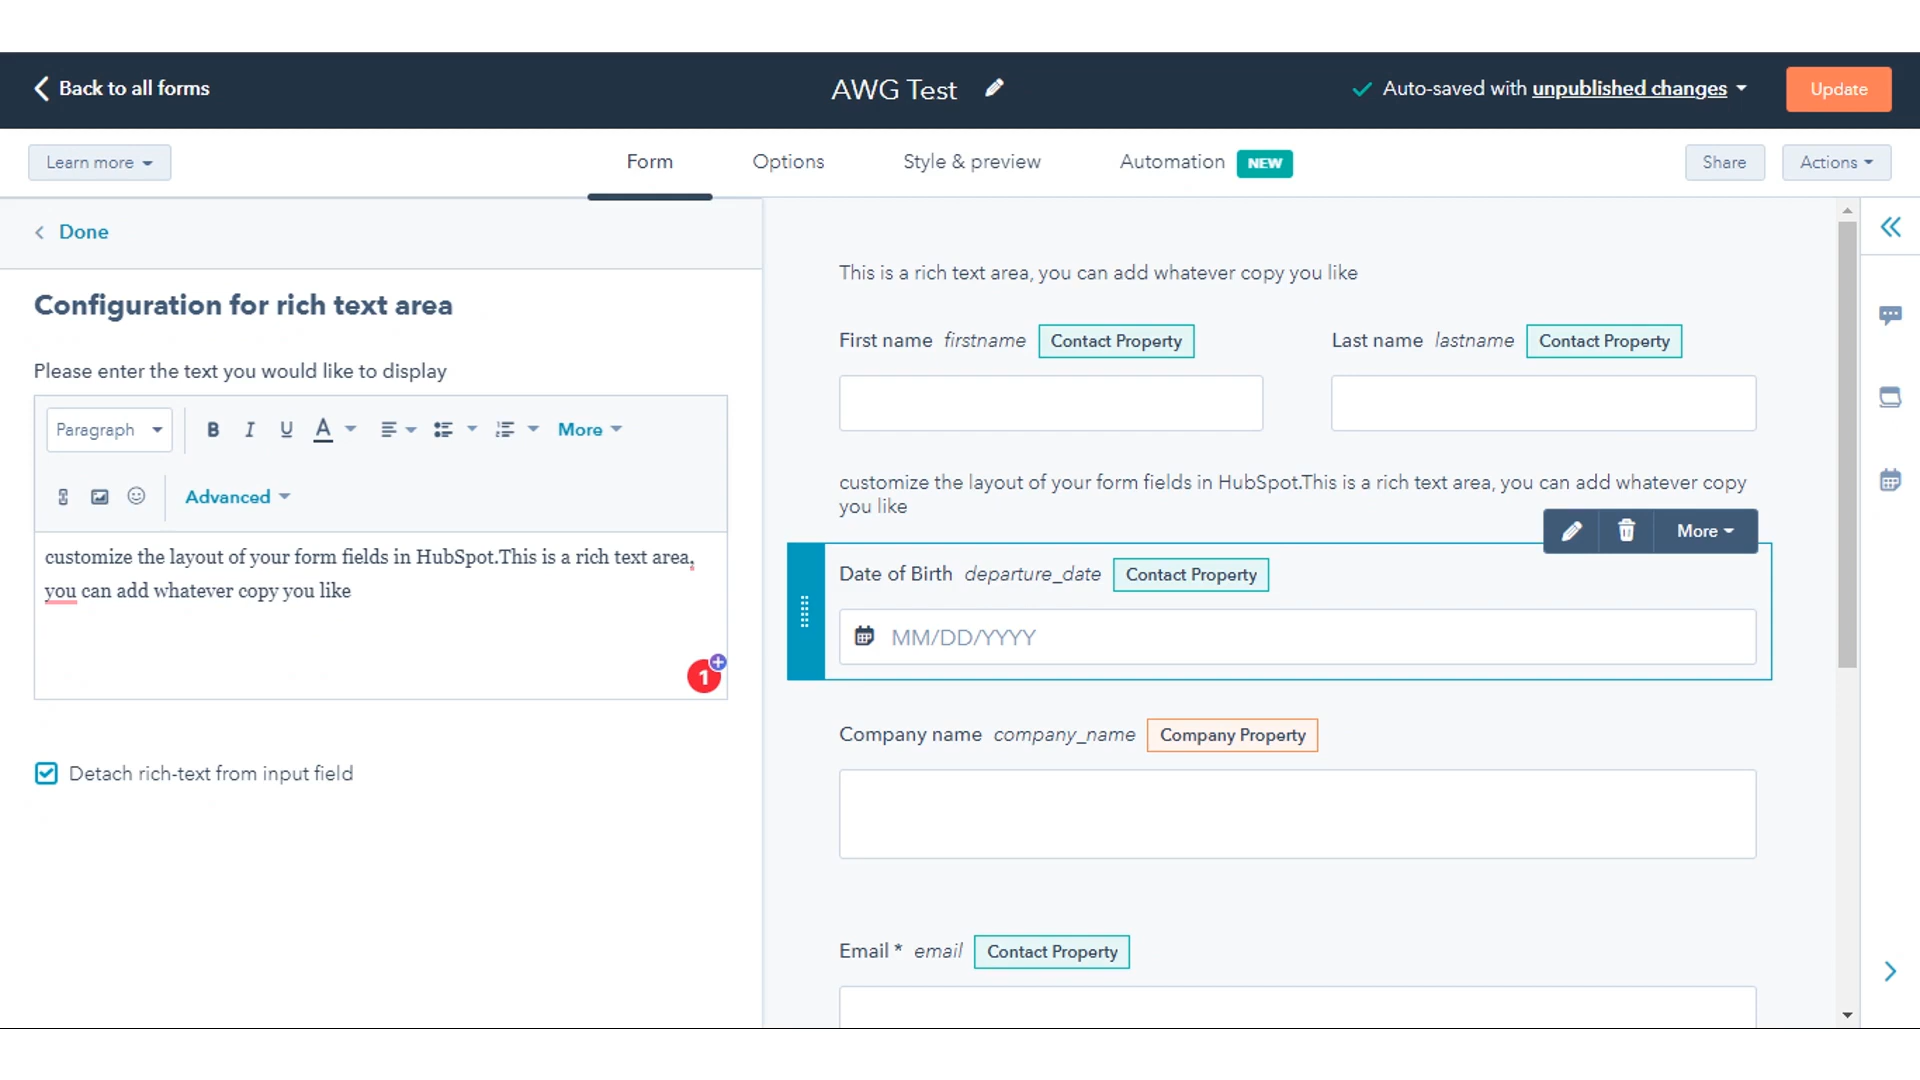 Back to all forms
AWG Test
Auto-saved with unpublished changes
Update
Learn more
Form
Options
Style & preview
Automation NEW
Share
Actions
Done
Configuration for rich text area
Please enter the text you would like to display
Paragraph
B I U A
More
Advanced
customize the layout of your form fields in HubSpot.This is a rich text area,
you can add whatever copy you like
1
Detach rich-text from input field
This is a rich text area, you can add whatever copy you like
First name firstname Contact Property
Last name lastname Contact Property
customize the layout of your form fields in HubSpot.This is a rich text area, you can add whatever copy
you like
More
Date of Birth departure_date Contact Property
MM/DD/YYYY
Company name company_name Company Property
Email * email Contact Property